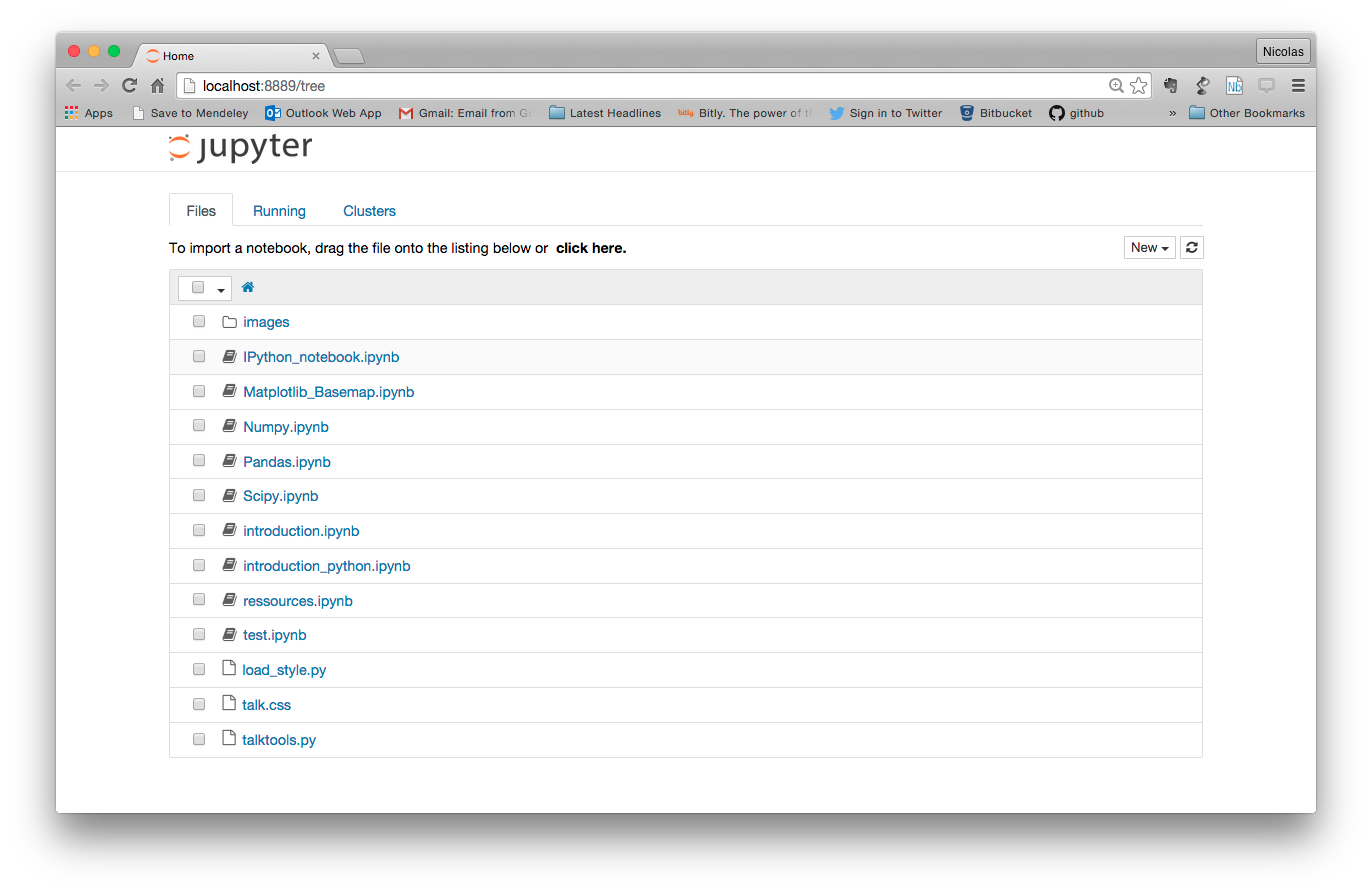 Home
Nicolas
localhost:8889/tree
Nb
Apps Save to Mendeley Outlook Web App Gmail: Email from Go Latest Headlines bitly Bitly. The power of Sign in to Twitter Bitbucket github » Other Bookmarks
jupyter
Files Running Clusters
To import a notebook, drag the file onto the listing below or click here.
New
images
IPython_notebook.ipynb
Matplotlib_Basemap.ipynb
Numpy.ipynb
Pandas.ipynb
Scipy.ipynb
introduction.ipynb
introduction_python.ipynb
ressources.ipynb
test.ipynb
load_style.py
talk.css
talktools.py